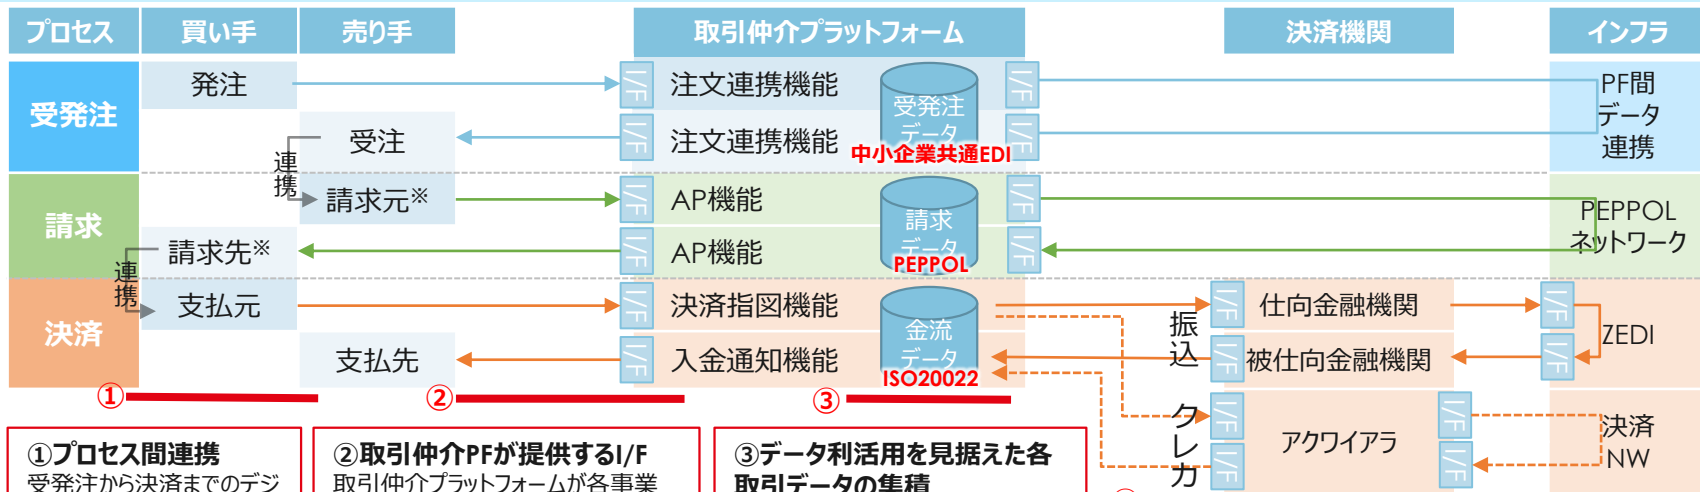 プロセス
買い手
売り手
取引仲介プラットフォーム
決済機関
インフラ
受発注
発注
I/F
注文連携機能
I/F
受発注
データ
中小企業共通EDI
PF間
データ
連携
受注
I/F
注文連携機能
I/F
連携
請求
請求元※
I/F
AP機能
I/F
請求
データ
PEPPOL
PEPPOL
ネットワーク
請求先※
I/F
AP機能
I/F
連携
決済
支払元
I/F
決済指図機能
金流
データ
ISO20022
振込
I/F
仕向金融機関
I/F
ZEDI
支払先
I/F
入金通知機能
I/F
被仕向金融機関
I/F
①
②
③
クレカ
I/F
I/F
アクワイアラ
I/F
I/F
決済
NW
①プロセス間連携
受発注から決済までのデジ
②取引仲介PFが提供するI/F
取引仲介プラットフォームが各事業
③データ利活用を見据えた各
取引データの集積